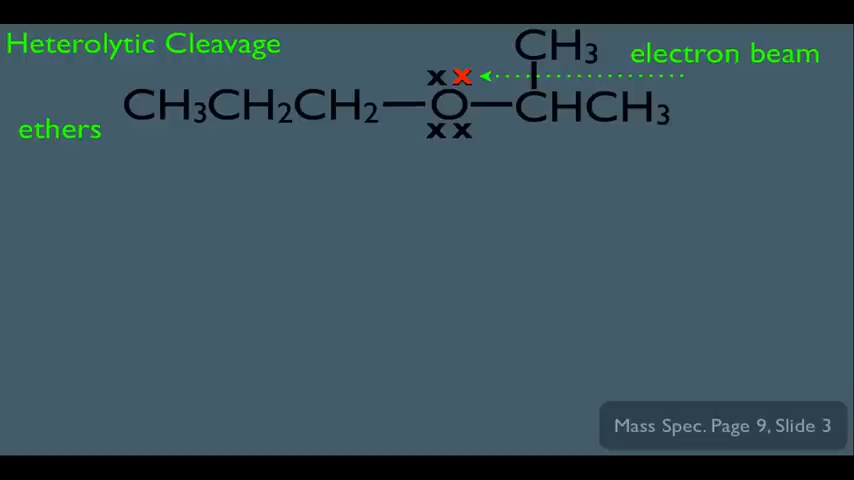 Heterolytic Cleavage
CH3
electron beam
x x
CH3CH2CH2—O—CHCH3
ethers
x x
Mass Spec. Page 9, Slide 3